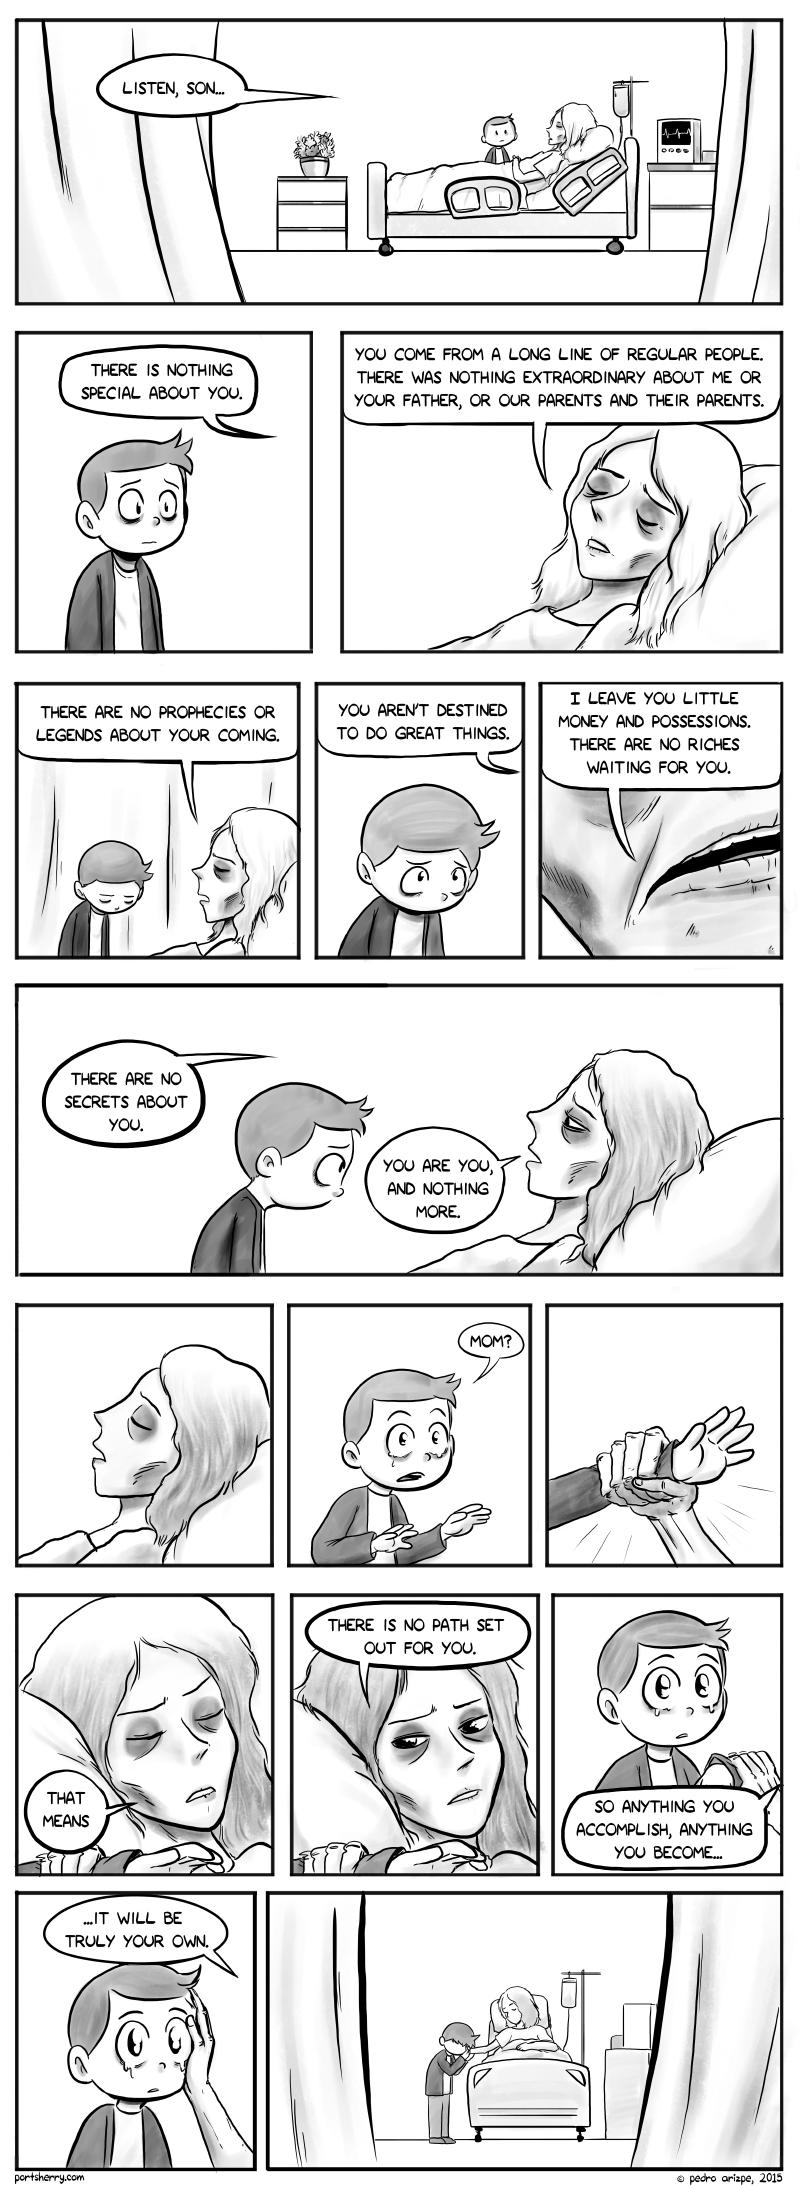 LISTEN, SON...
THERE IS NOTHING
SPECIAL ABOUT YOU.
YOU COME FROM A LONG LINE OF REGULAR PEOPLE.
THERE WAS NOTHING EXTRAORDINARY ABOUT ME OR
YOUR FATHER, OR OUR PARENTS AND THEIR PARENTS.
THERE ARE NO PROPHECIES OR
LEGENDS ABOUT YOUR COMING.
YOU AREN'T DESTINED
TO DO GREAT THINGS.
I LEAVE YOU LITTLE
MONEY AND POSSESSIONS.
THERE ARE NO RICHES
WAITING FOR YOU.
THERE ARE NO
SECRETS ABOUT
YOU.
YOU ARE YOU,
AND NOTHING
MORE.
MOM?
THAT
MEANS
THERE IS NO PATH SET
OUT FOR YOU.
SO ANYTHING YOU
ACCOMPLISH, ANYTHING
YOU BECOME...
...IT WILL BE
TRULY YOUR OWN.
portsherry.com
© pedro arizpe, 2015